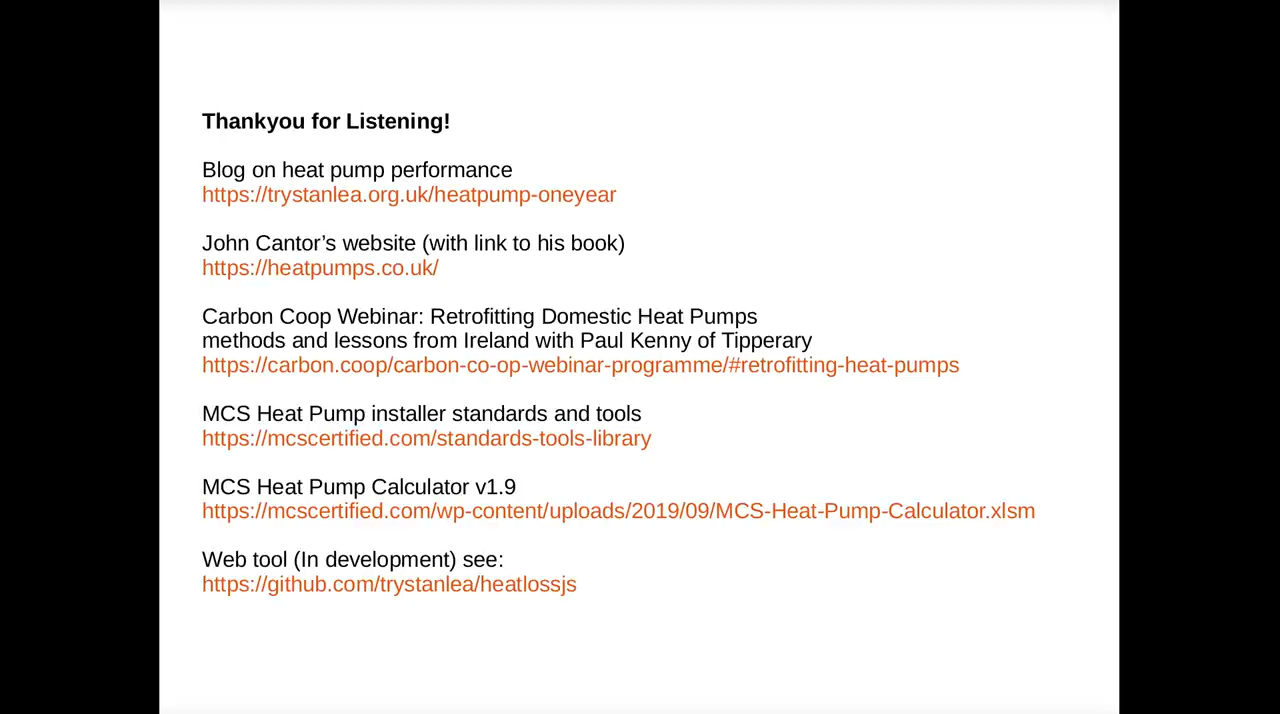 Thankyou for Listening!
Blog on heat pump performance
https://trystanlea.org.uk/heatpump-oneyear
John Cantor’s website (with link to his book)
https://heatpumps.co.uk/
Carbon Coop Webinar: Retrofitting Domestic Heat Pumps
methods and lessons from Ireland with Paul Kenny of Tipperary
https://carbon.coop/carbon-co-op-webinar-programme/#retrofitting-heat-pumps
MCS Heat Pump installer standards and tools
https://mcscertified.com/standards-tools-library
MCS Heat Pump Calculator v1.9
https://mcscertified.com/wp-content/uploads/2019/09/MCS-Heat-Pump-Calculator.xlsm
Web tool (In development) see:
https://github.com/trystanlea/heatlossjs